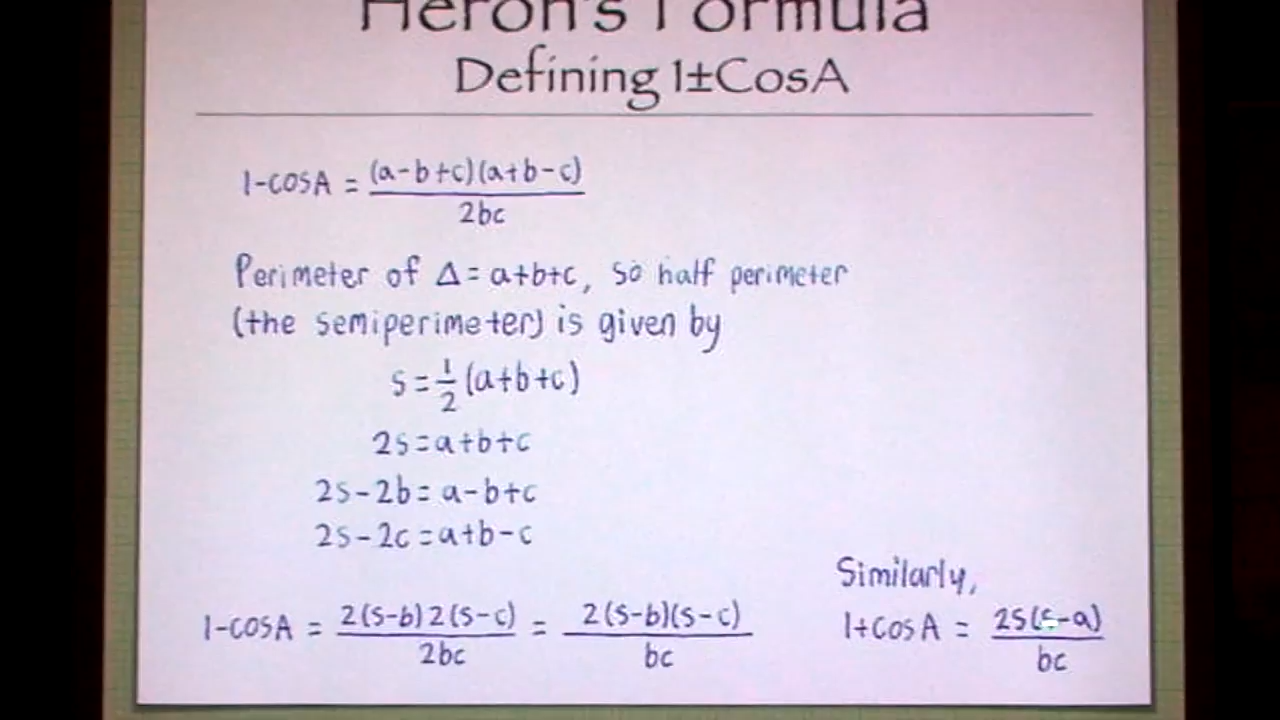 Heron's Formula
Defining 1±CosA
1-cosA = (a-b+c)(a+b-c) / 2bc
Perimeter of Δ = a+b+c, so half perimeter
(the semiperimeter) is given by
s = 1/2 (a+b+c)
2s = a+b+c
2s-2b = a-b+c
2s-2c = a+b-c
1-cosA = 2(s-b)2(s-c) / 2bc = 2(s-b)(s-c) / bc
Similarly,
1+cosA = 2s(s-a) / bc